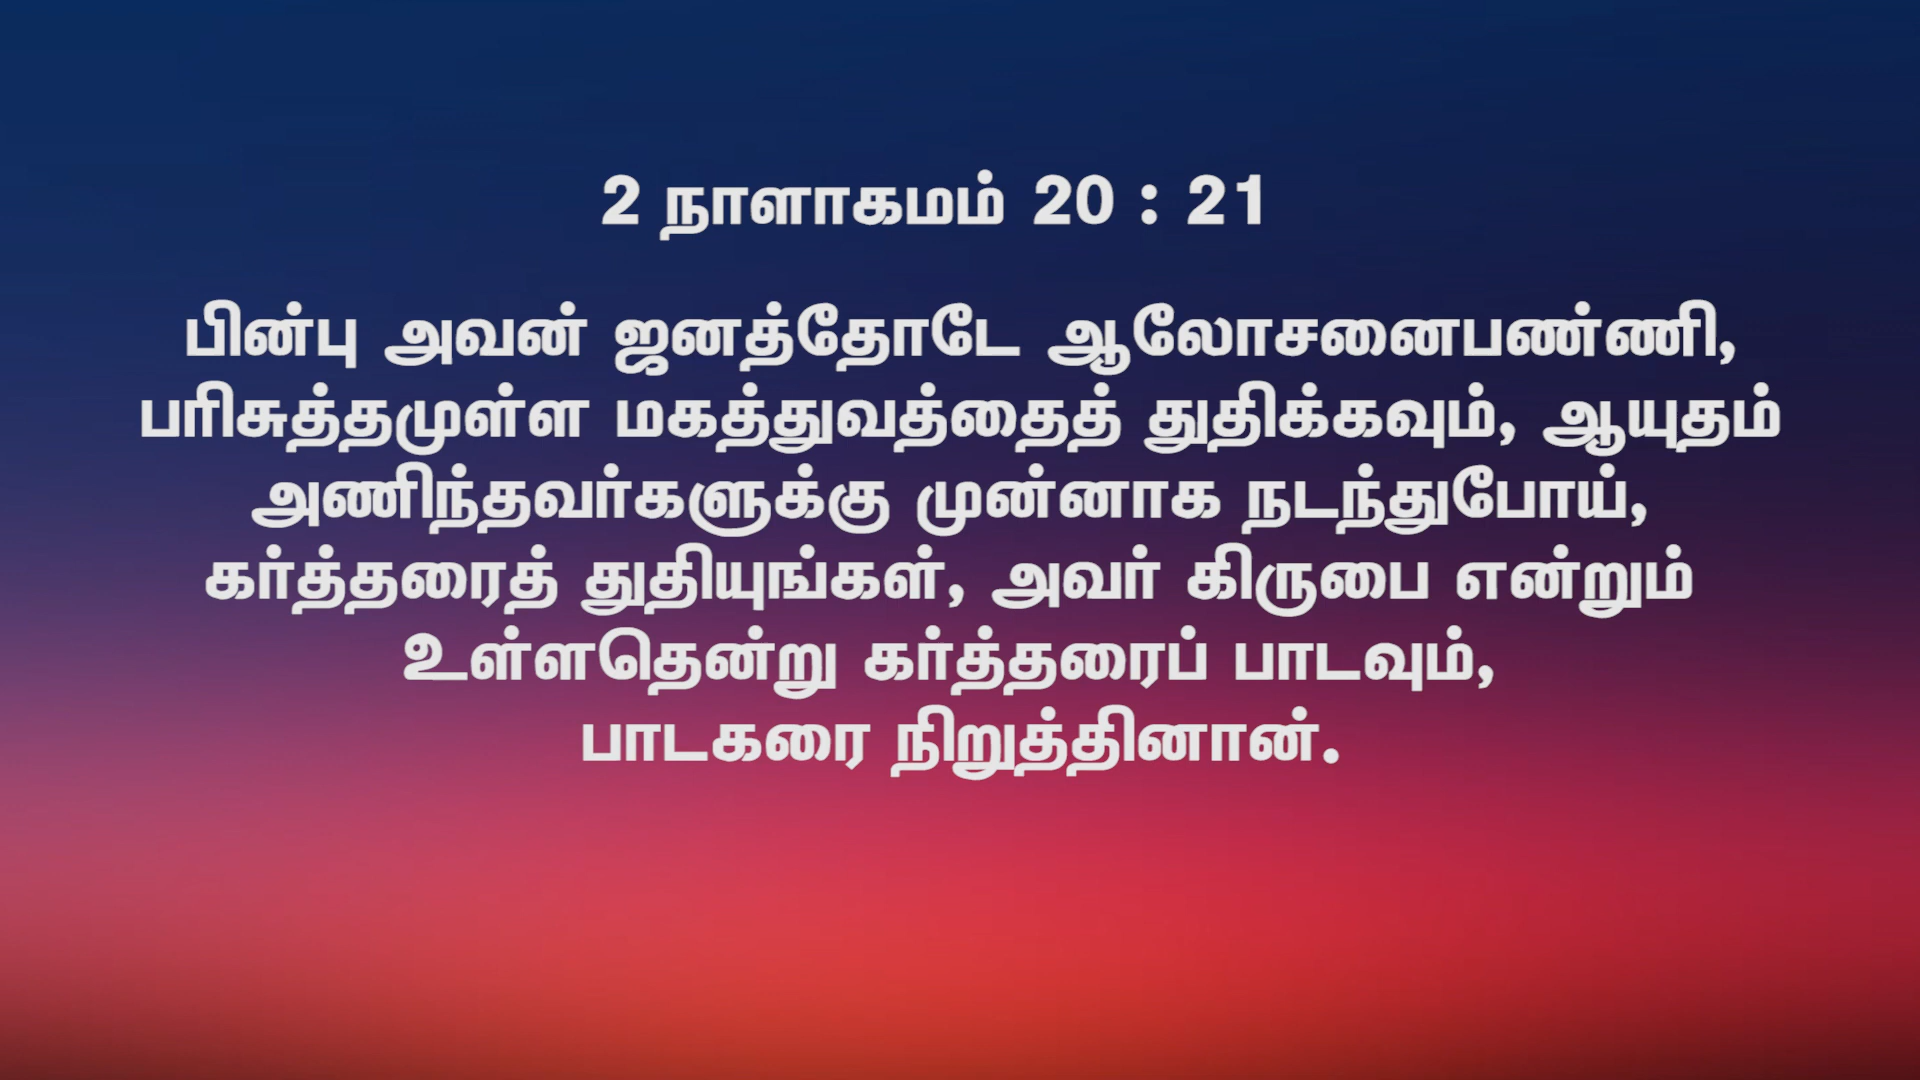 2 நாளாகமம் 20 : 21
பின்பு அவன் ஜனத்தோடே ஆலோசனைபண்ணி,
பரிசுத்தமுள்ள மகத்துவத்தைத் துதிக்கவும், ஆயுதம்
அணிந்தவர்களுக்கு முன்னாக நடந்துபோய்,
கர்த்தரைத் துதியுங்கள், அவர் கிருபை என்றும்
உள்ளதென்று கர்த்தரைப் பாடவும்,
பாடகரை நிறுத்தினான்.